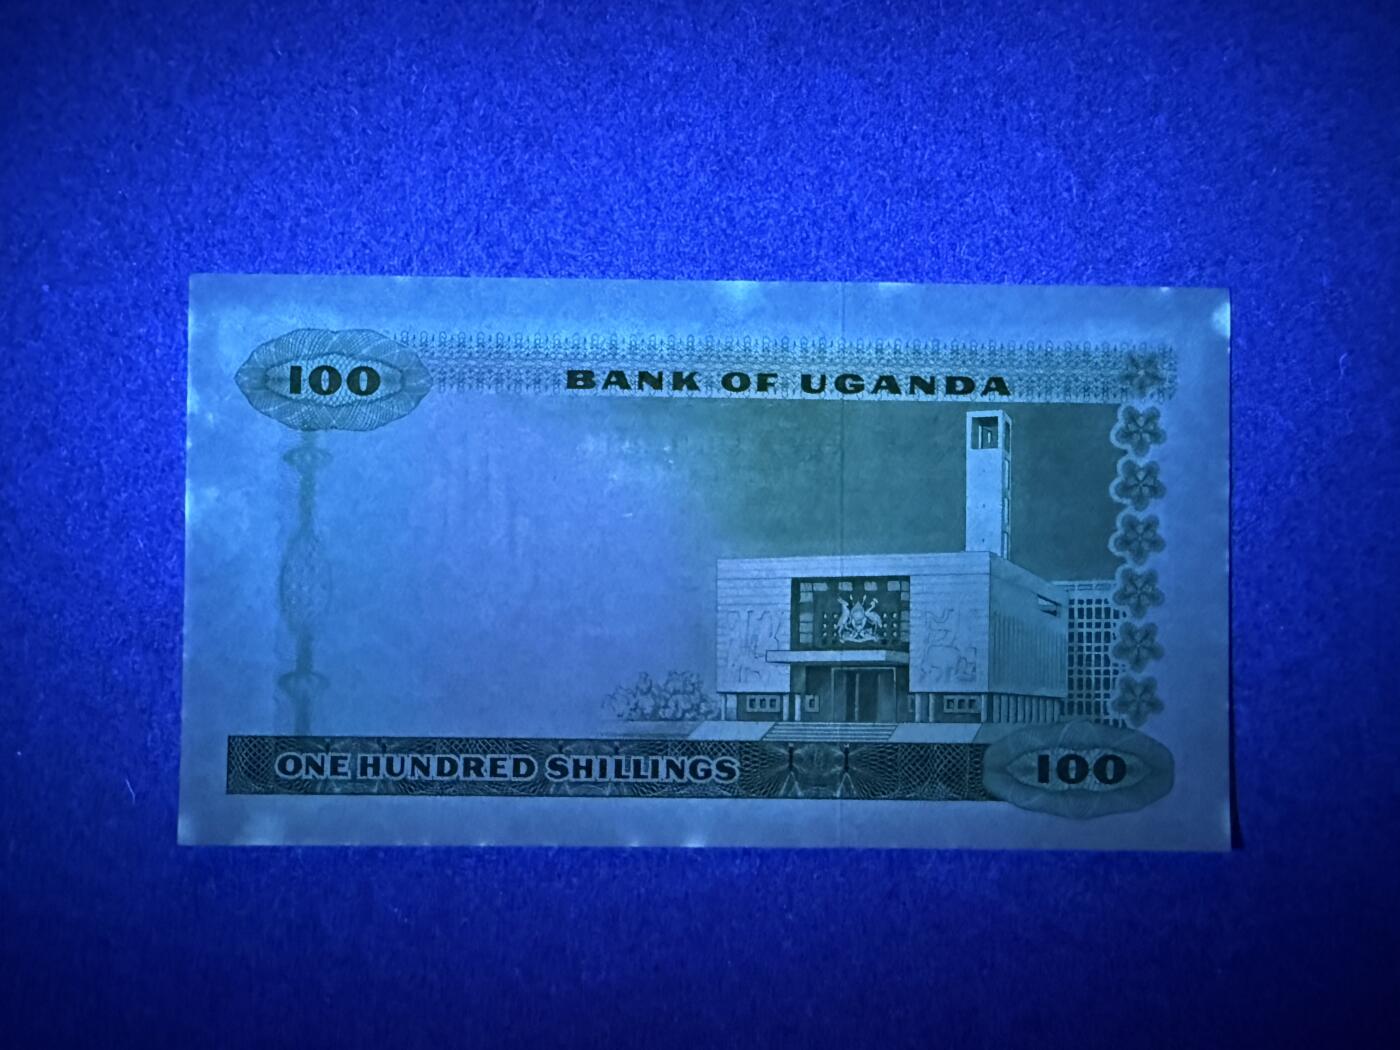 100
BANK OF UGANDA
ONE HUNDRED SHILLINGS
100